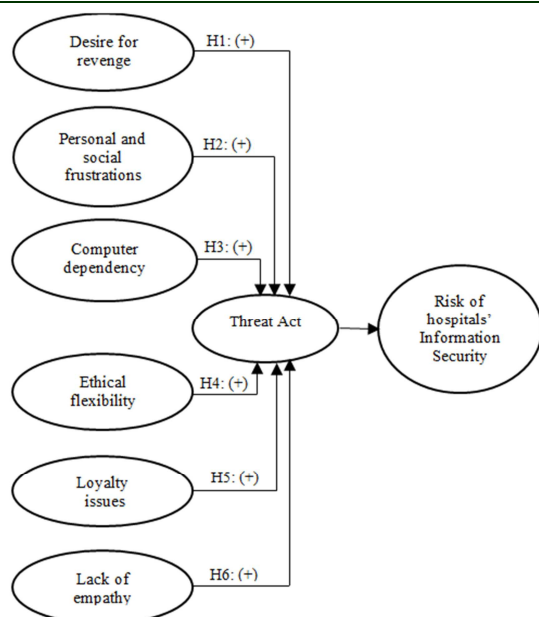 Desire for
revenge
H1: (+)
Personal and
social
frustrations
H2: (+)
Computer
dependency
H3: (+)
Threat Act
Risk of
hospitals'
Information
Security
Ethical
flexibility
H4: (+)
Loyalty
issues
H5: (+)
Lack of
empathy
H6: (+)